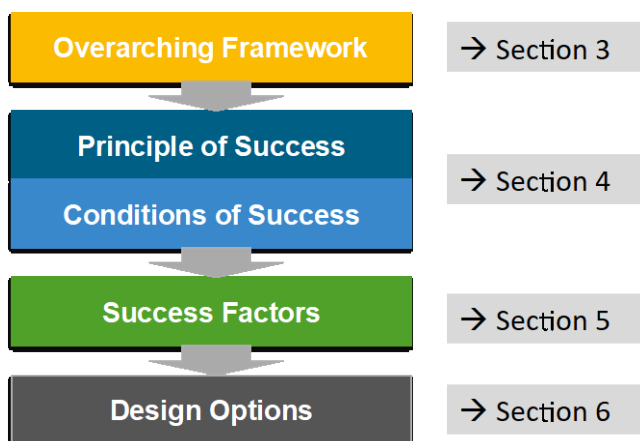 Overarching Framework
→ Section 3
Principle of Success
Conditions of Success
→ Section 4
Success Factors
→ Section 5
Design Options
→ Section 6